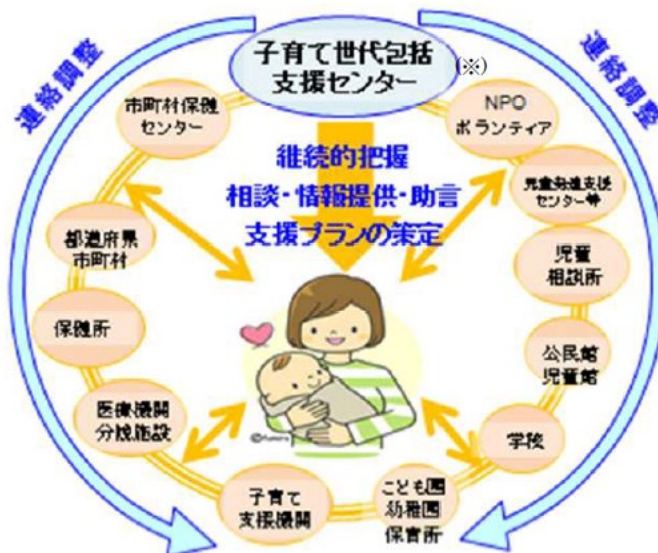 子育て世代包括
支援センター
(※)
連絡調整
連絡調整
市町村保健
センター
NPO
ボランティア
継続的把握
相談・情報提供・助言
支援プランの策定
児童発達支援
センター等
都道府県
市町村
児童
相談所
保健所
公民館
児童館
医療機関
分娩施設
学校
子育て
支援機関
こども園
幼稚園
保育所